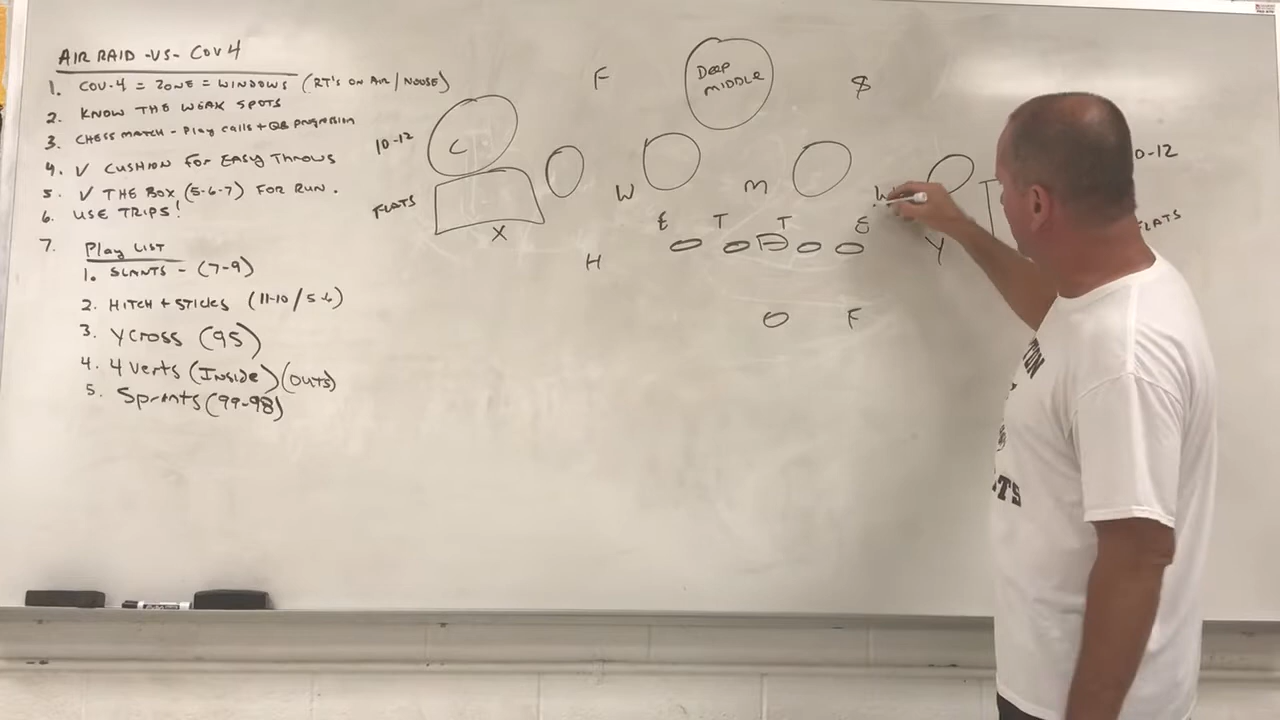 AIR RAID -VS- COV 4
1. COV-4 = ZONE = WINDOWS (RT'S ON AIR / NOOSE)
2. KNOW THE WEAK SPOTS
3. CHESS MATCH - Play calls + QB progression
4. ✓ CUSHION FOR EASY THROWS
5. ✓ THE BOX (5-6-7) FOR RUN.
6. USE TRIPS!
7. Play LIST
1. SLANTS - (7-9)
2. HITCH + STICKS (11-10 / 5-6)
3. Y CROSS (95)
4. 4 Verts (INSIDE) (OUTS)
5. Sprints (99-98)
F DEEP MIDDLE $
10-12 C 0-12
W M W
FLATS E T T E LATS
X Y
H
F